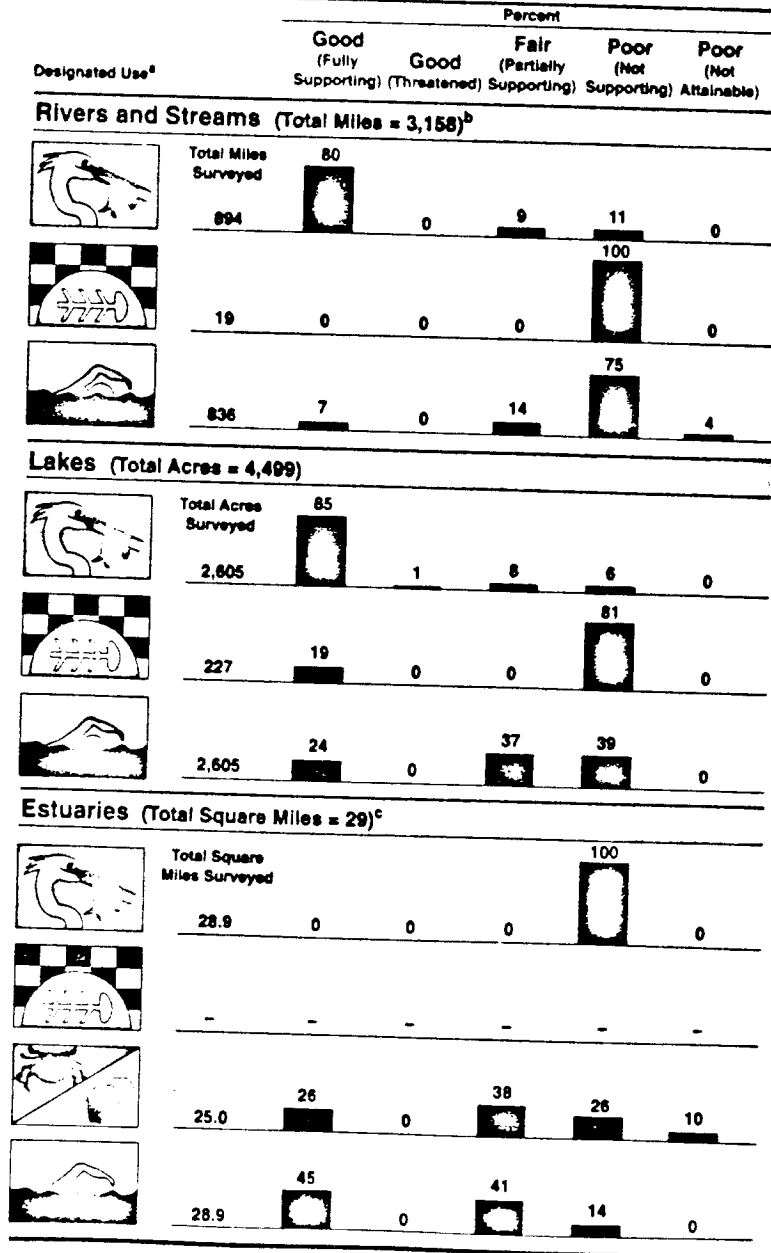 Percent
Designated Use^a
Good (Fully Supporting)
Good (Threatened)
Fair (Partially Supporting)
Poor (Not Supporting)
Poor (Not Attainable)
Rivers and Streams (Total Miles = 3,158)^b
Total Miles Surveyed
80
894 0 9 11 0
100
19 0 0 0 0
75
836 7 0 14 4
Lakes (Total Acres = 4,499)
Total Acres Surveyed
85
2,605 1 8 6 0
81
227 19 0 0 0
2,605 24 0 37 39 0
Estuaries (Total Square Miles = 29)^c
Total Square Miles Surveyed
100
28.9 0 0 0 0
- - - - - -
25.0 26 0 38 26 10
28.9 45 0 41 14 0